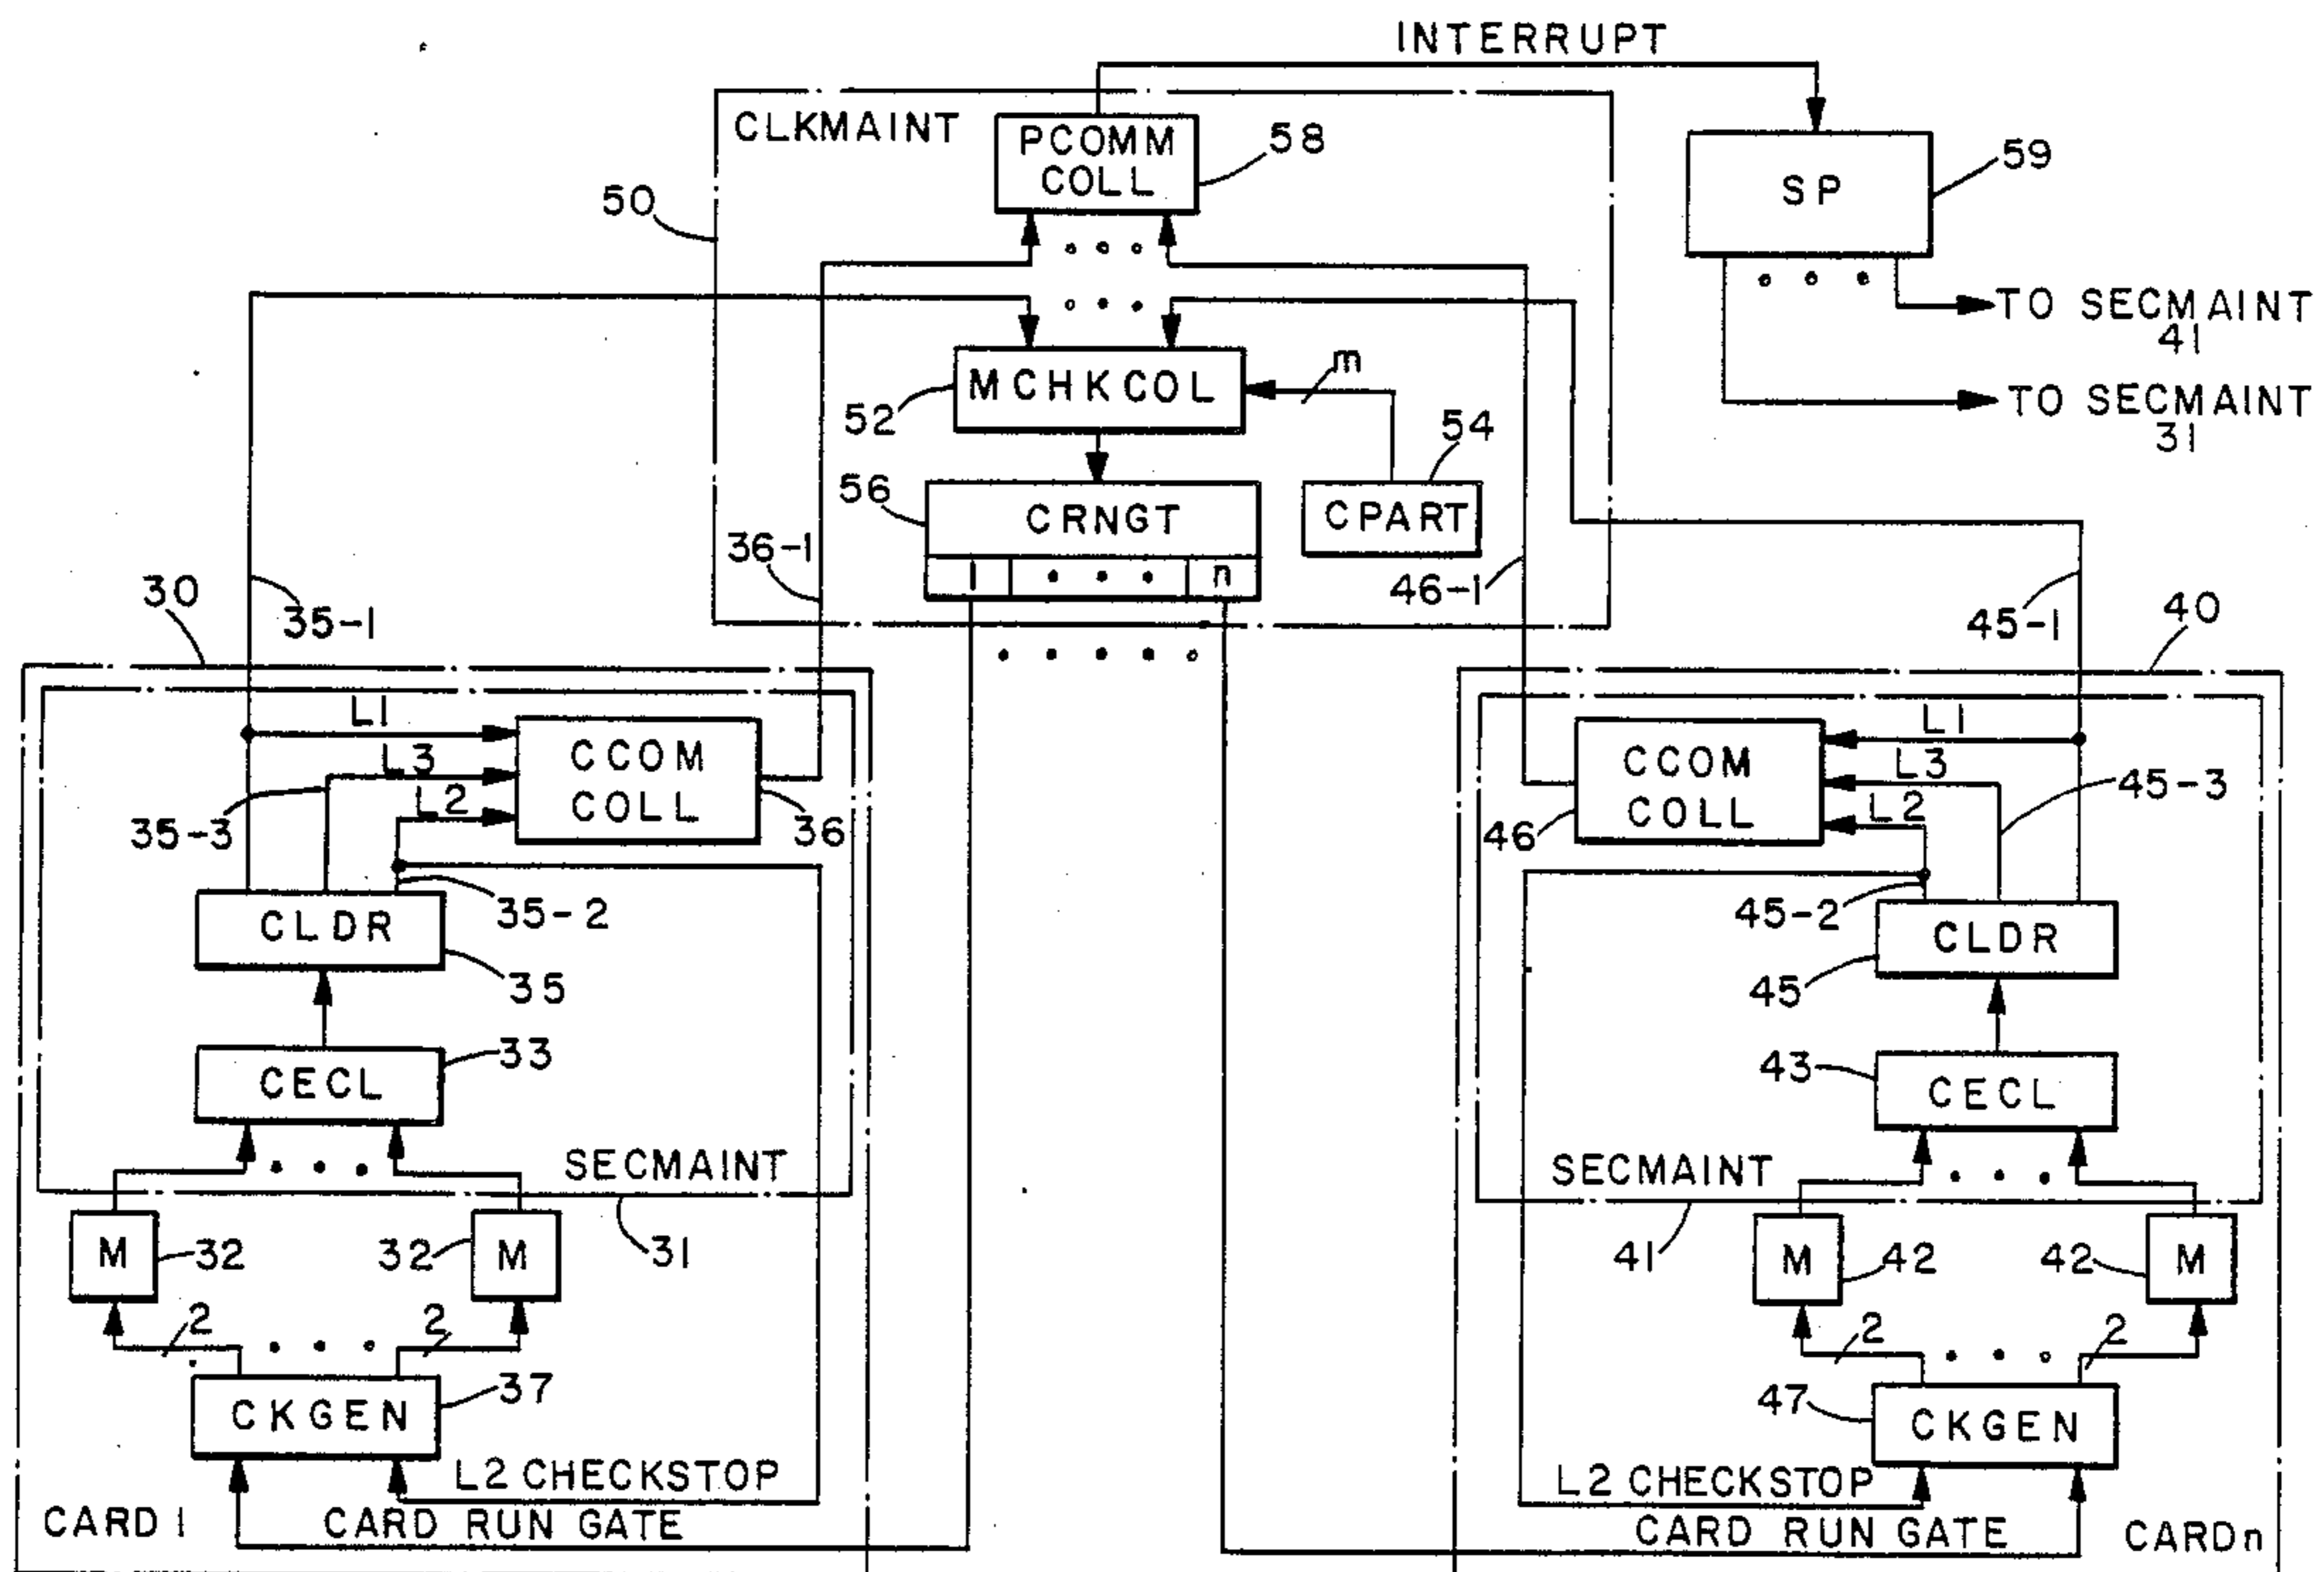 INTERRUPT
CLKMAINT
PCOMM
COLL
58
50
SP
59
TO SECMAINT
41
TO SECMAINT
31
MCHKCOL
52
m
54
56
CRNGT
CPART
1
n
36-1
46-1
45-1
30
35-1
40
L1
L3
L2
CCOM
COLL
36
35-3
35-2
CLDR
35
CECL
33
SECMAINT
31
M
32
32
M
2
2
CKGEN
37
L2 CHECKSTOP
CARD 1
CARD RUN GATE
CCOM
COLL
46
L1
L3
L2
45-3
45-2
CLDR
45
43
CECL
SECMAINT
41
M
42
42
M
2
2
47
CKGEN
L2 CHECKSTOP
CARD RUN GATE
CARDn